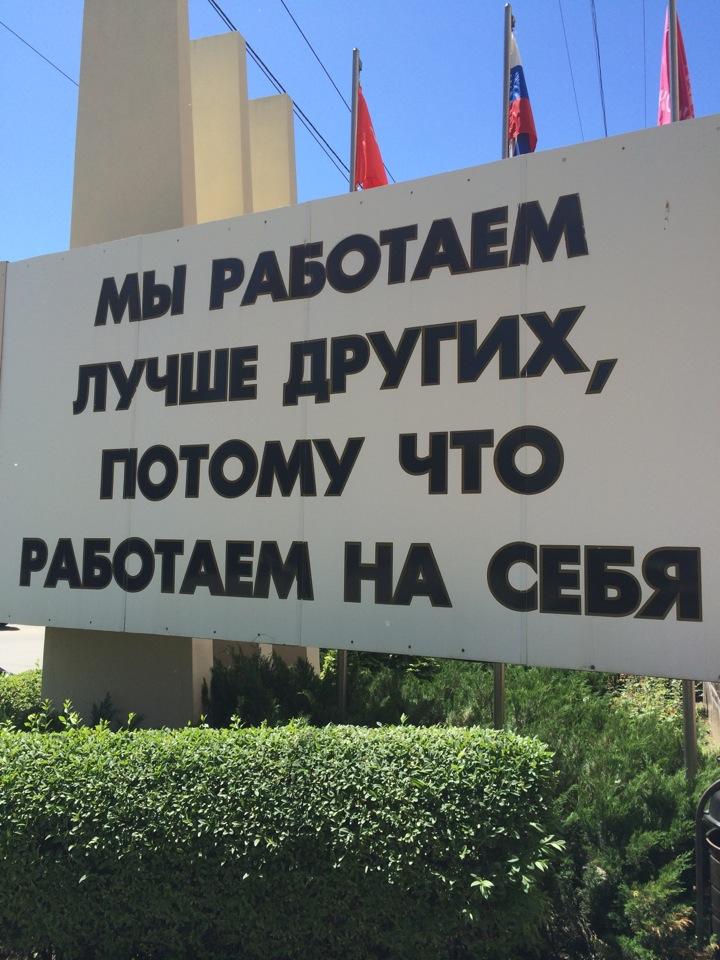 МЫ РАБОТАЕМ
ЛУЧШЕ ДРУГИХ,
ПОТОМУ ЧТО
РАБОТАЕМ НА СЕБЯ